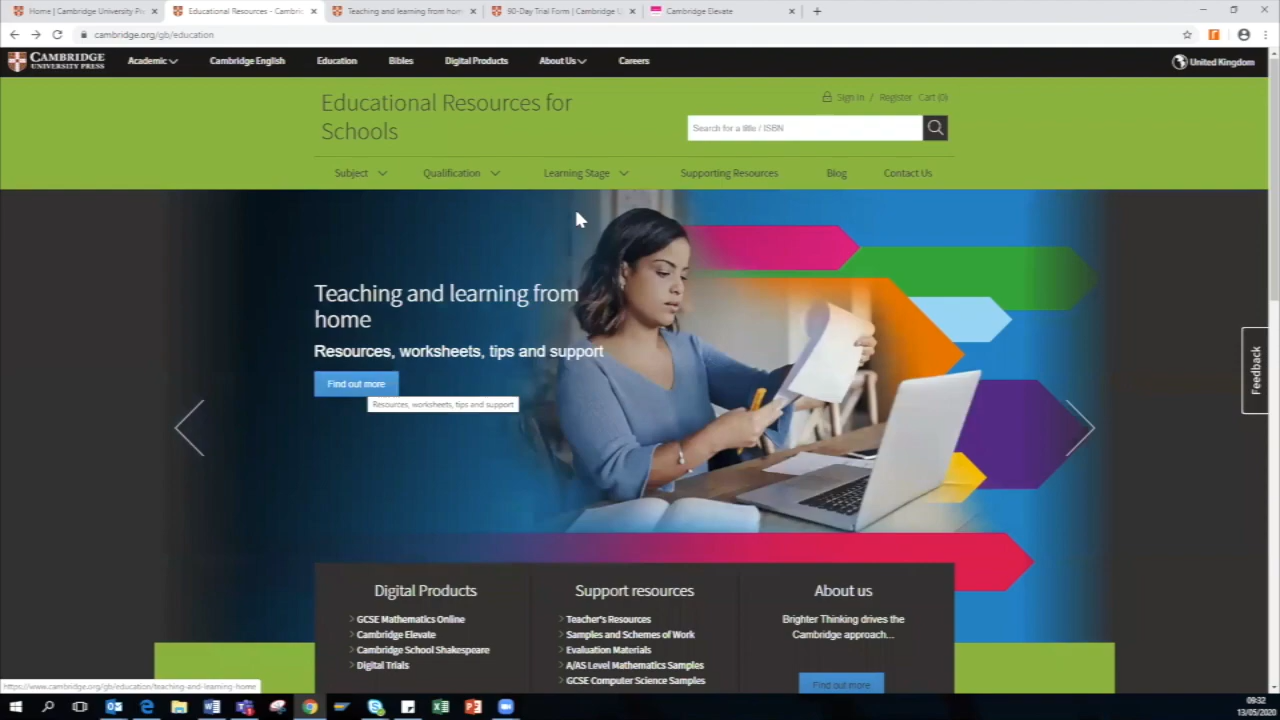 Home | Cambridge University Pre
Educational Resources - Cambri
Teaching and learning from hom
90-Day Trial Form | Cambridge U
Cambridge Elevate
cambridge.org/gb/education
CAMBRIDGE
UNIVERSITY PRESS
Academic
Cambridge English
Education
Bibles
Digital Products
About Us
Careers
United Kingdom
Educational Resources for
Schools
Sign In / Register Cart (0)
Search for a title / ISBN
Subject
Qualification
Learning Stage
Supporting Resources
Blog
Contact Us
Teaching and learning from
home
Resources, worksheets, tips and support
Find out more
Resources, worksheets, tips and support
Feedback
Digital Products
GCSE Mathematics Online
Cambridge Elevate
Cambridge School Shakespeare
Digital Trials
Support resources
Teacher's Resources
Samples and Schemes of Work
Evaluation Materials
A/AS Level Mathematics Samples
GCSE Computer Science Samples
About us
Brighter Thinking drives the
Cambridge approach...
Find out more
https://www.cambridge.org/gb/education/teaching-and-learning-home
09:32
13/05/2020